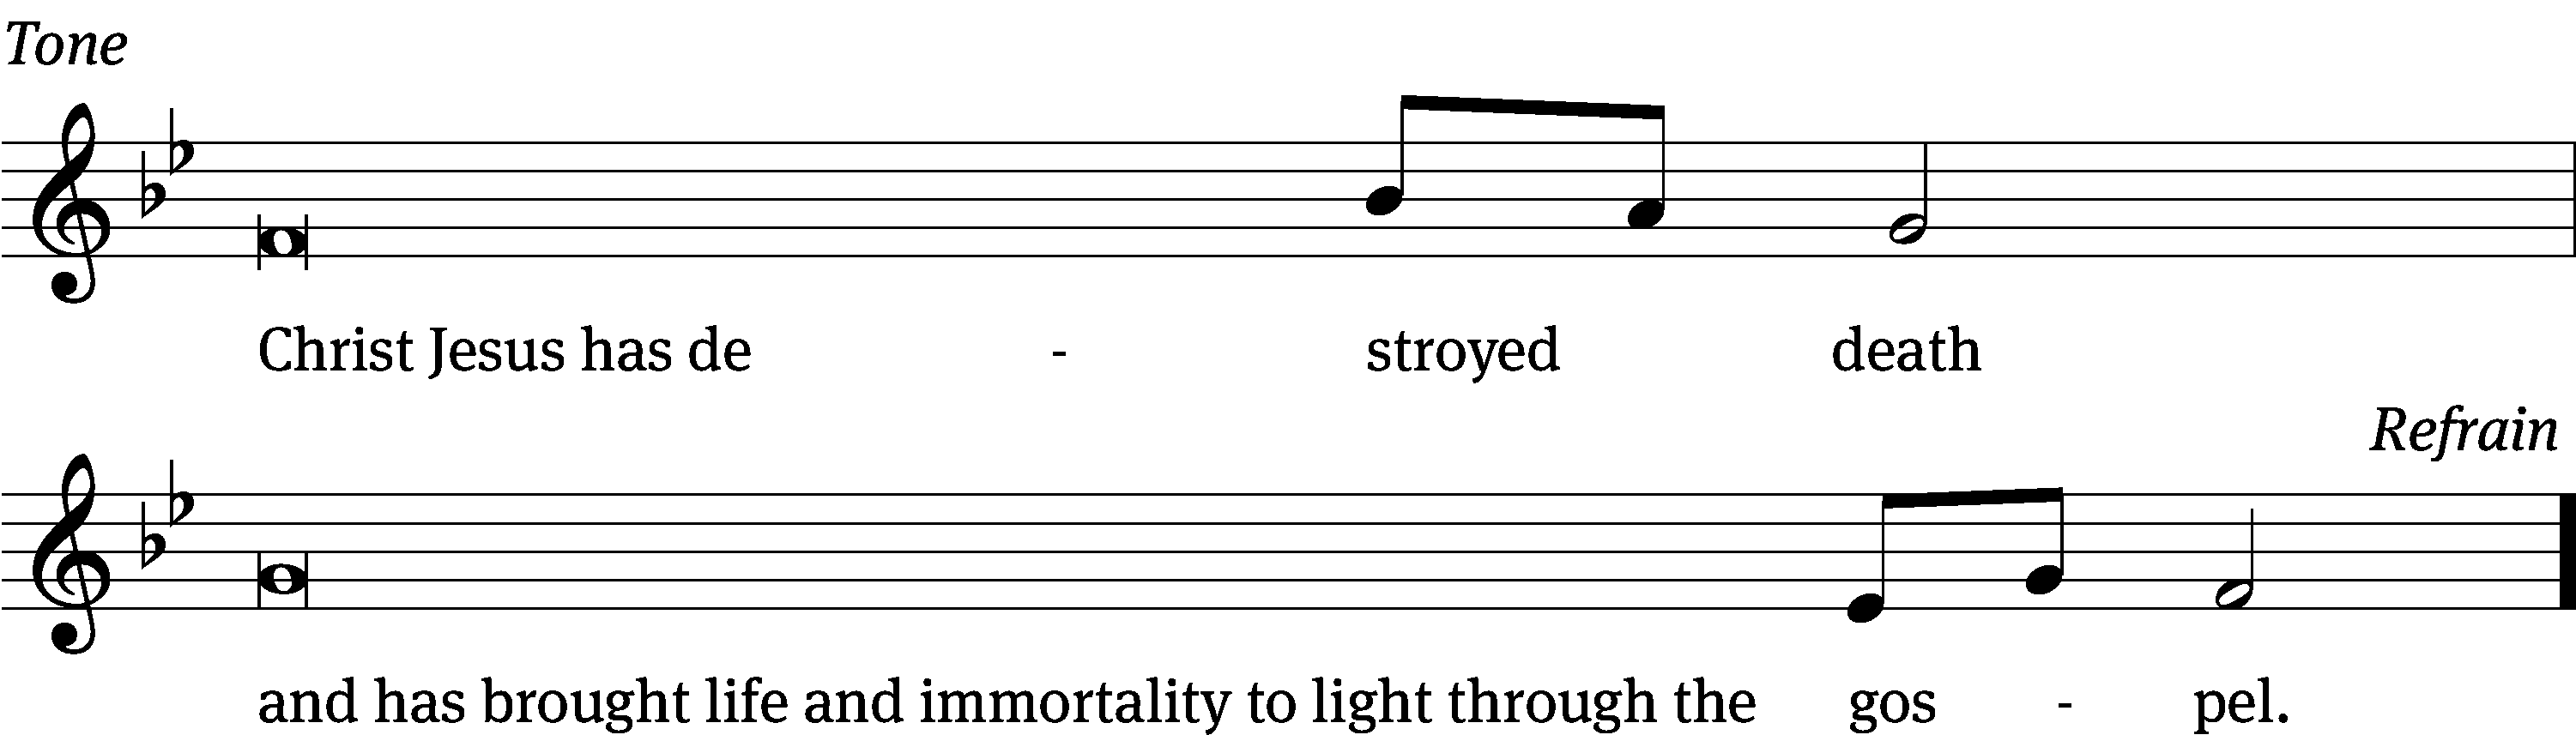 Tone
Christ Jesus has de - stroyed death
Refrain
and has brought life and immortality to light through the gos - pel.